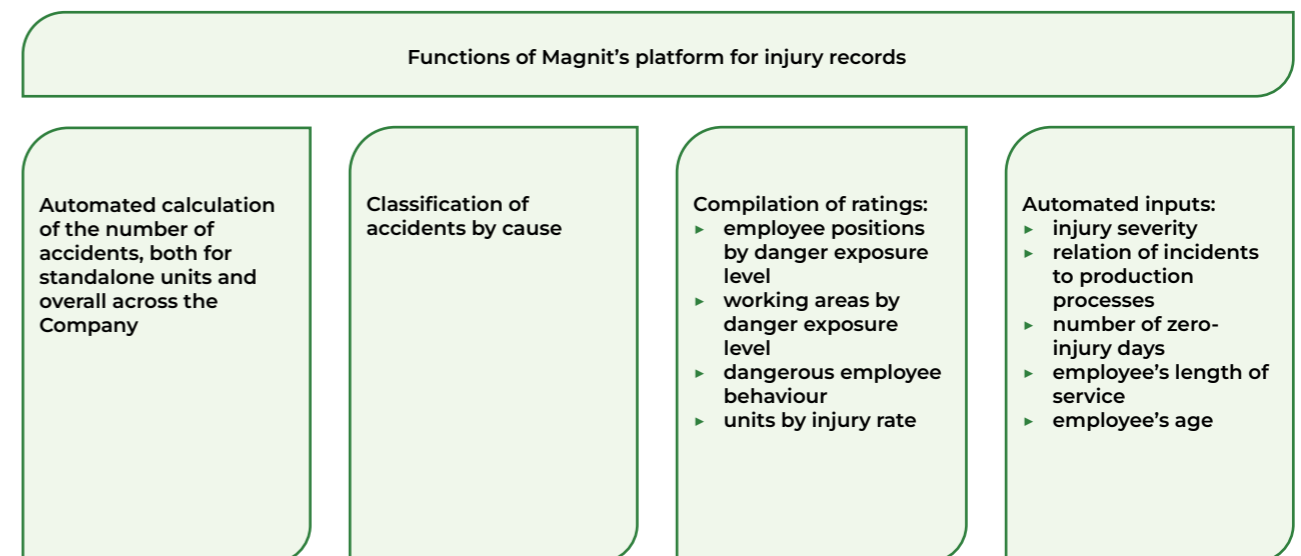 Functions of Magnit’s platform for injury records
Automated calculation
of the number of
accidents, both for
standalone units and
overall across the
Company
Classification of
accidents by cause
Compilation of ratings:
▸ employee positions
by danger exposure
level
▸ working areas by
danger exposure
level
▸ dangerous employee
behaviour
▸ units by injury rate
Automated inputs:
▸ injury severity
▸ relation of incidents
to production
processes
▸ number of zero-
injury days
▸ employee’s length of
service
▸ employee’s age